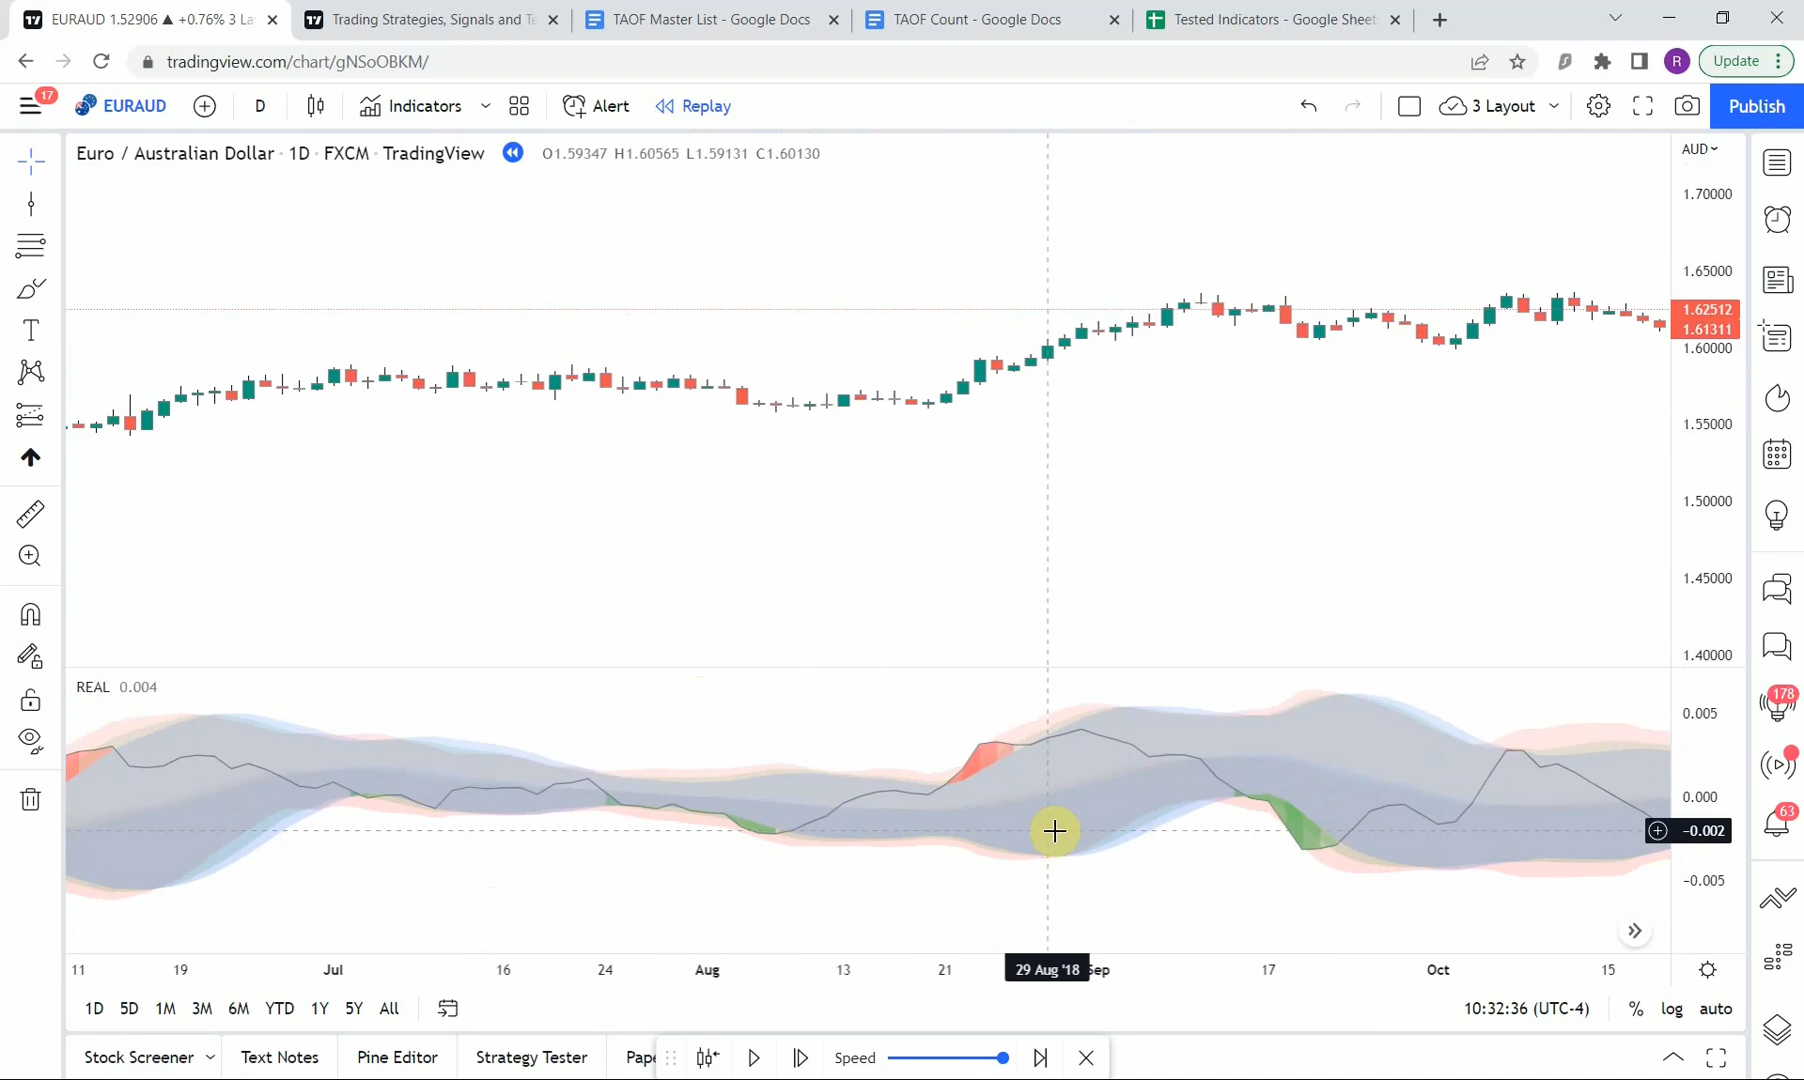 EURAUD 1.52906 ▲ +0.76% 3 La
Trading Strategies, Signals and Te
TAOF Master List - Google Docs
TAOF Count - Google Docs
Tested Indicators - Google Sheets
tradingview.com/chart/gNSoOBKM/
R
Update
17
EURAUD
D
Indicators
Alert
Replay
3 Layout
Publish
Euro / Australian Dollar · 1D · FXCM · TradingView
O1.59347 H1.60565 L1.59131 C1.60130
AUD
1.70000
1.65000
1.62512
1.61311
1.60000
1.55000
1.50000
1.45000
1.40000
REAL 0.004
0.005
0.000
-0.002
-0.005
178
63
11 19 Jul 16 24 Aug 13 21 29 Aug '18 Sep 17 Oct 15
1D 5D 1M 3M 6M YTD 1Y 5Y All
10:32:36 (UTC-4) % log auto
Stock Screener Text Notes Pine Editor Strategy Tester Pape
Speed